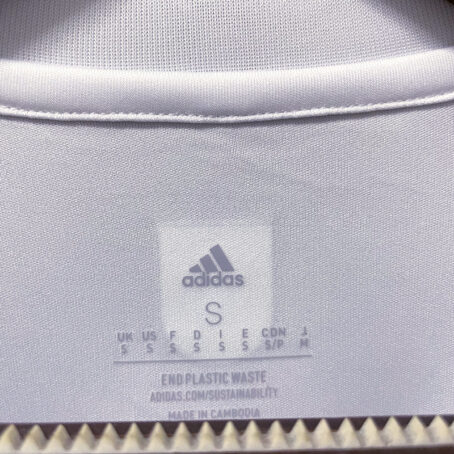 adidas
S
UK US F D I E CDN J
S S S S S S S/P M
END PLASTIC WASTE
ADIDAS.COM/SUSTAINABILITY
MADE IN CAMBODIA